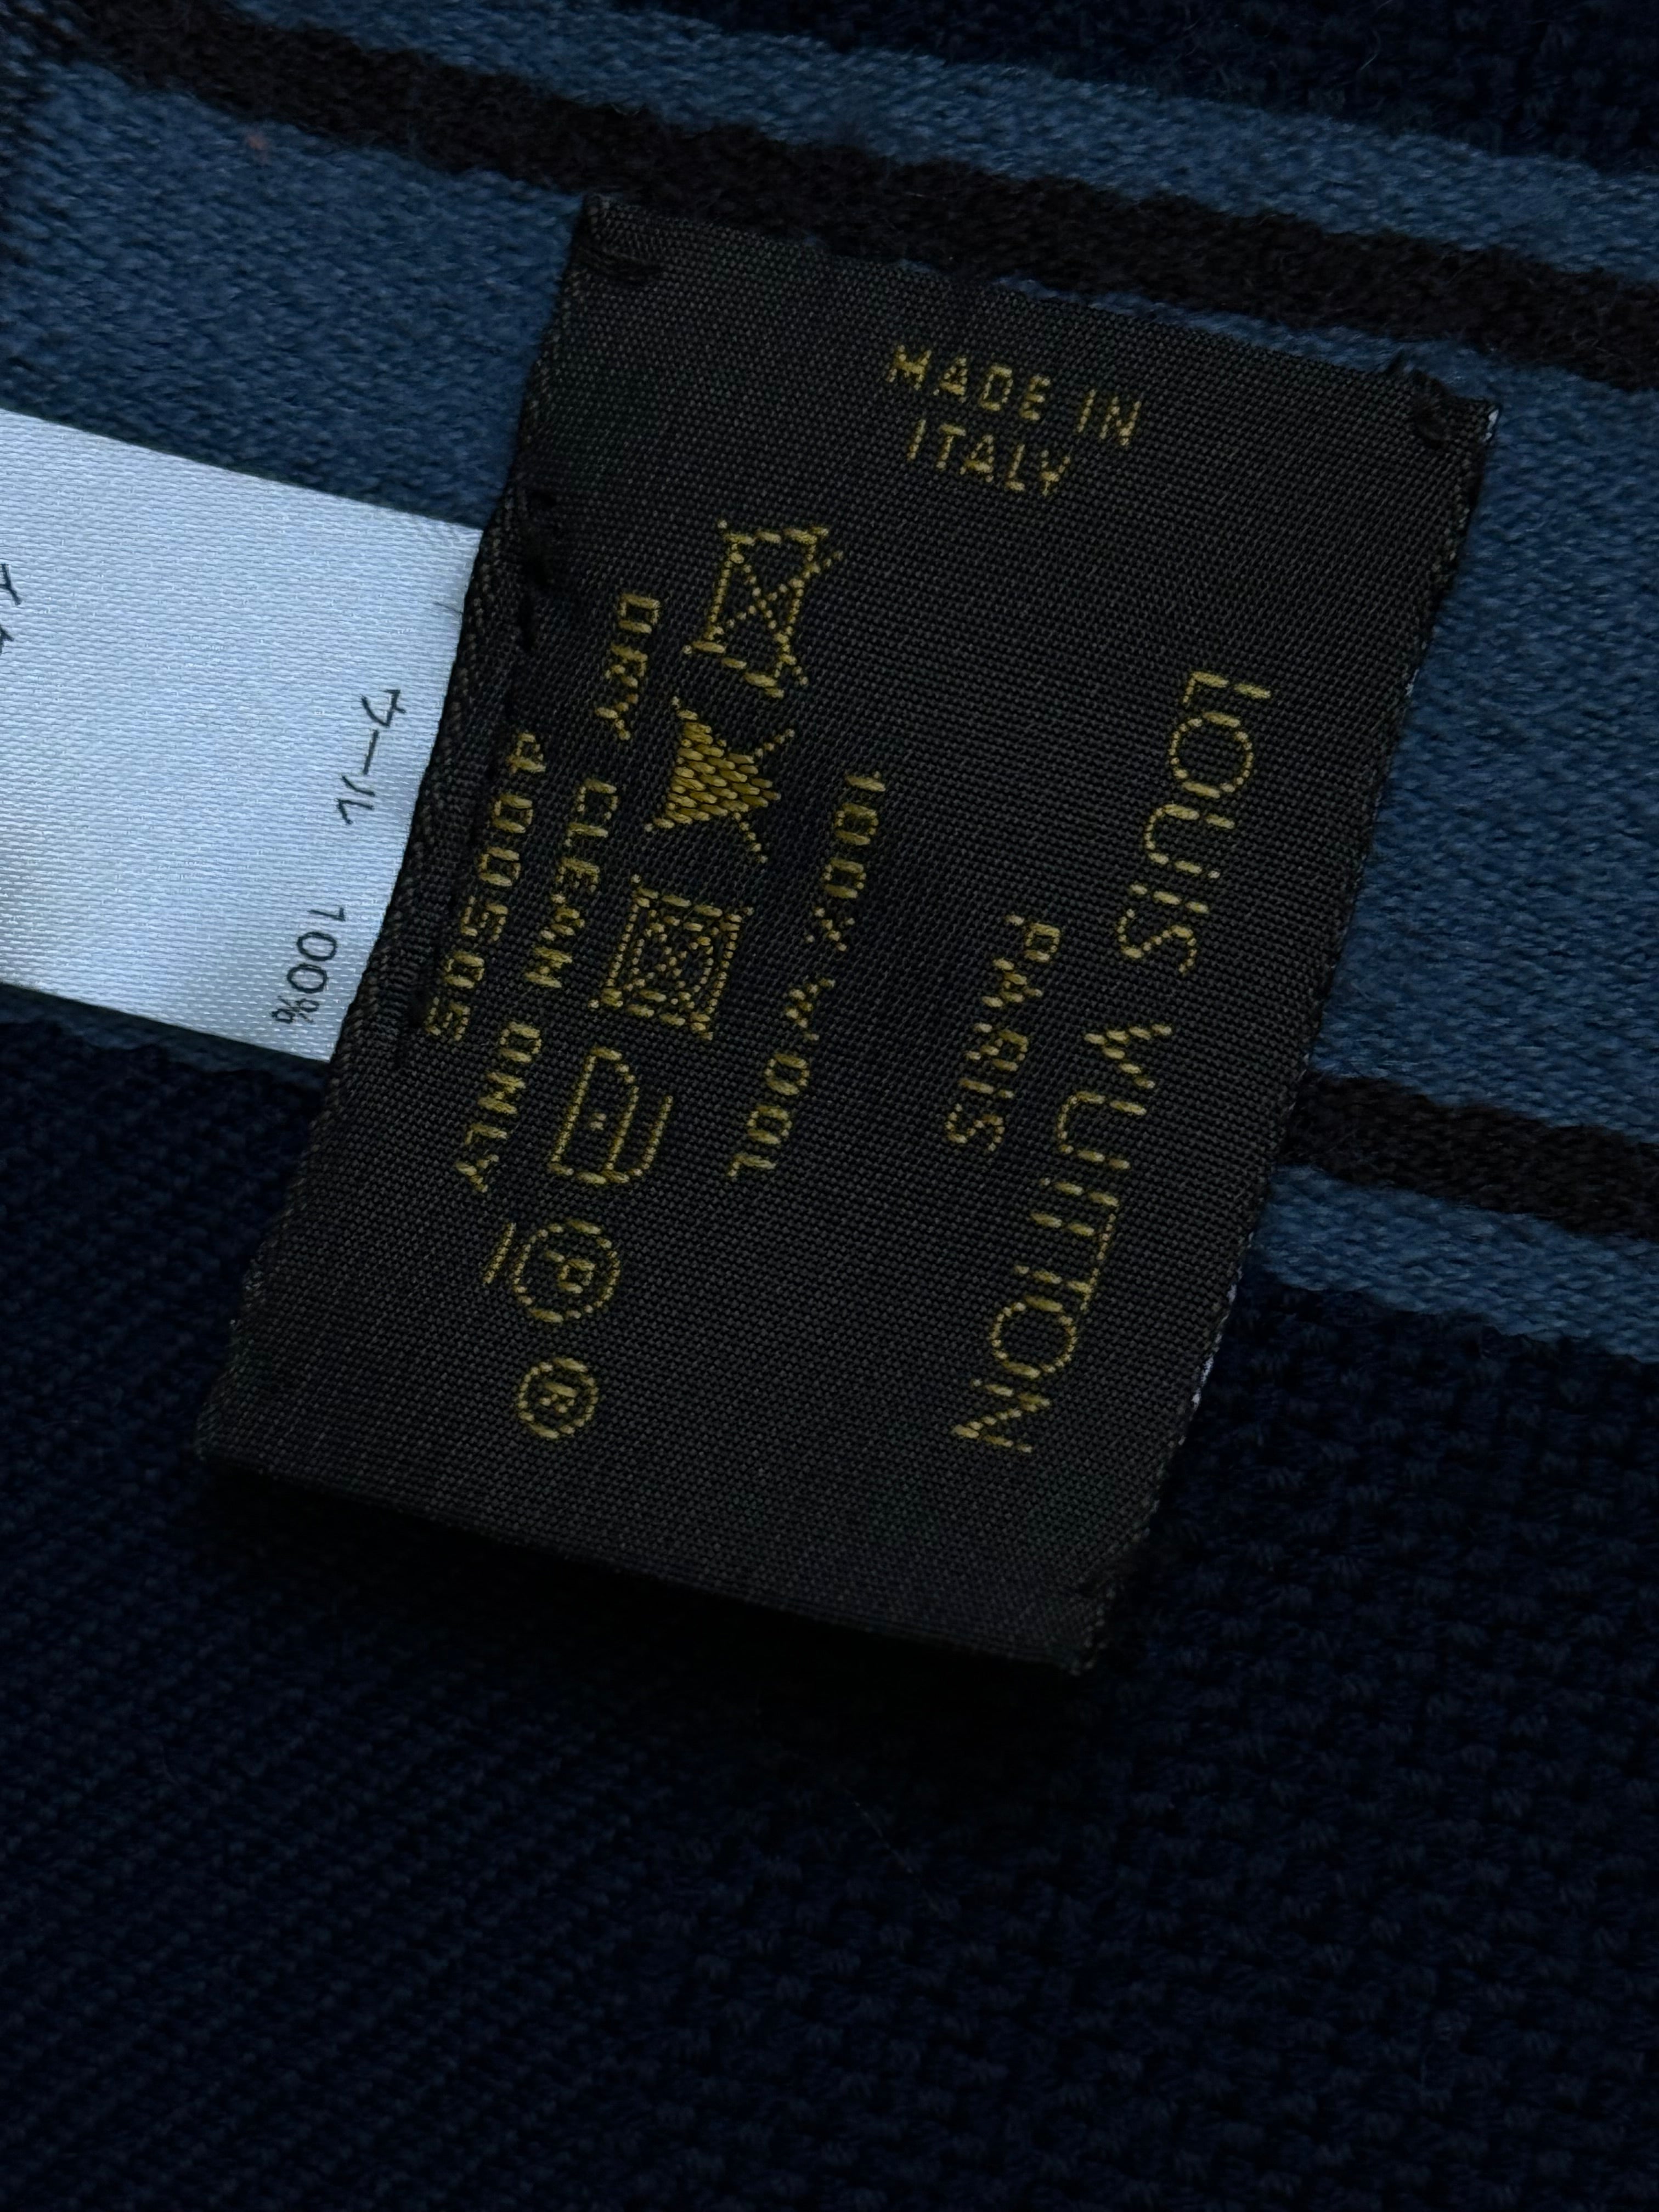 MADE IN
ITALY
LOUIS VUITTON
PARIS
100% WOOL
P
R
DRY CLEAN ONLY
400505
ウール 100%